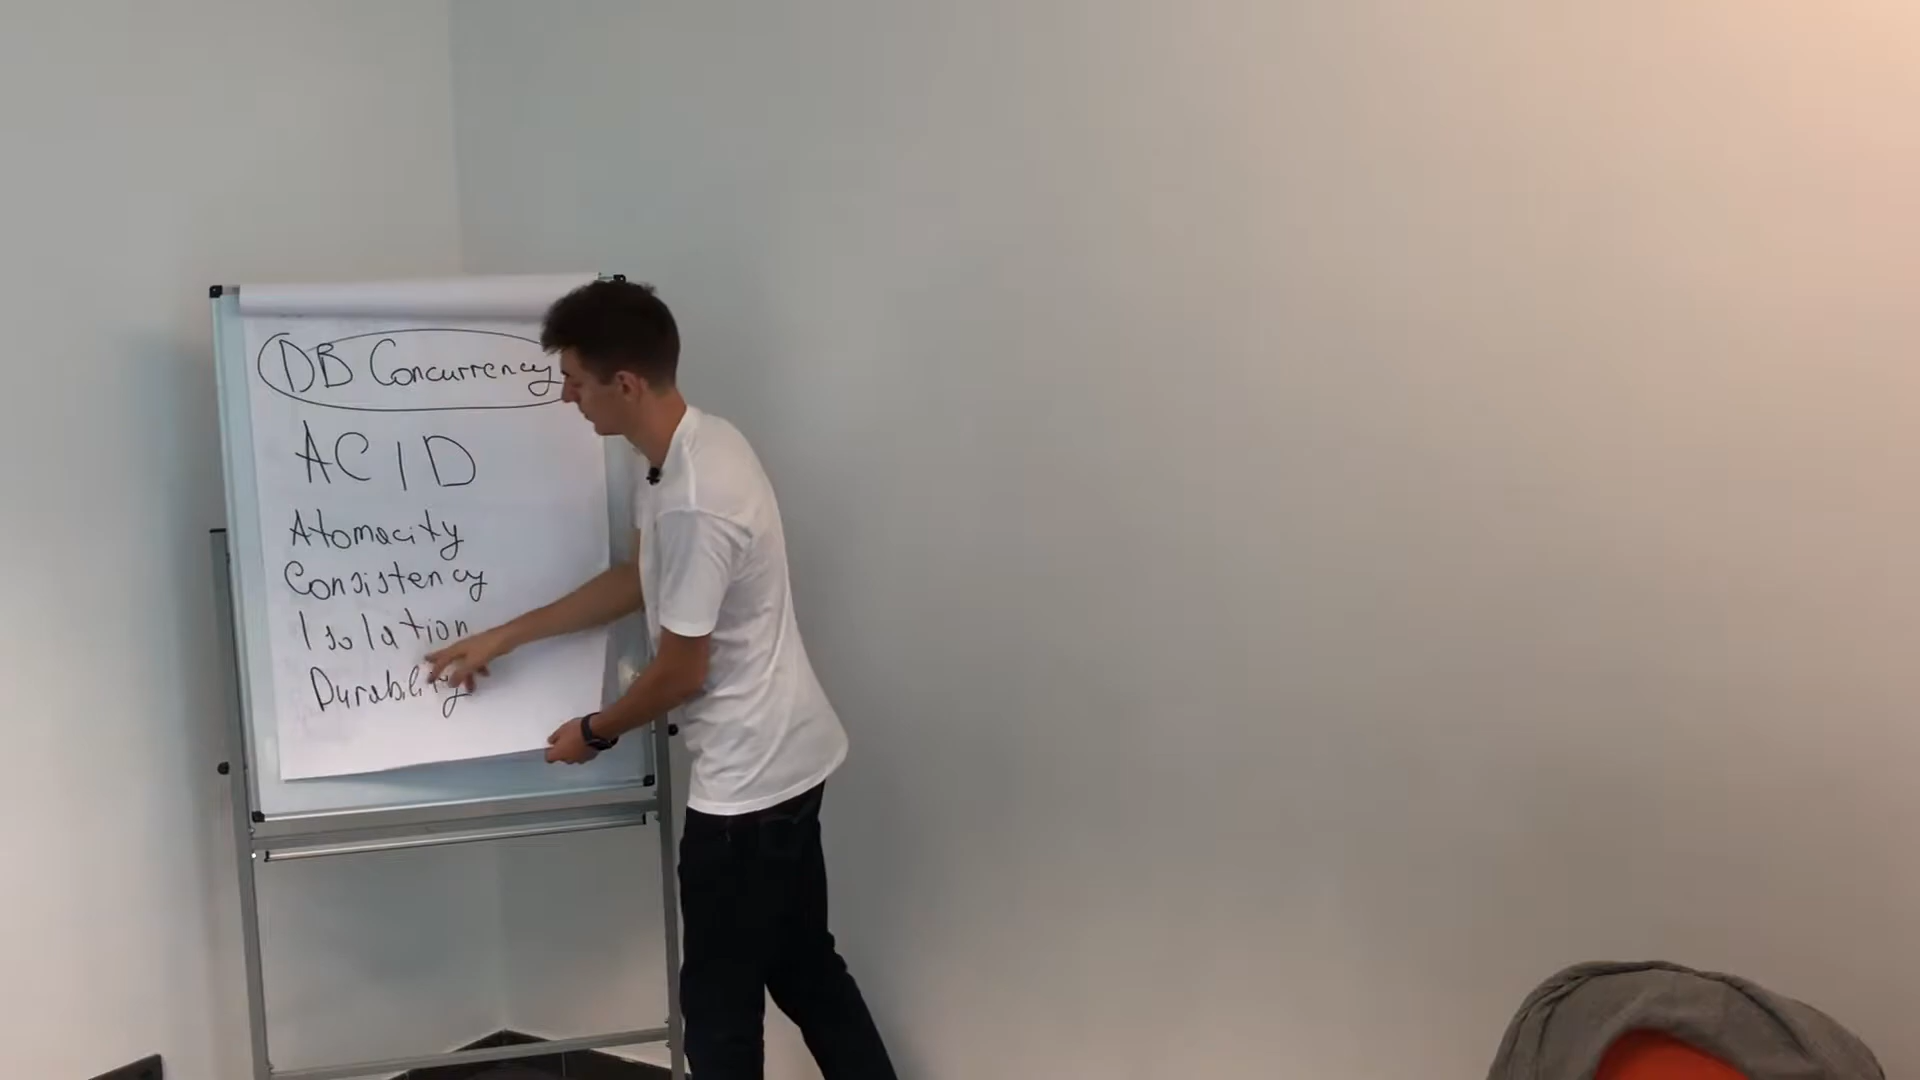 DB Concurrency
ACID
Atomacity
Consistency
Isolation
Durability